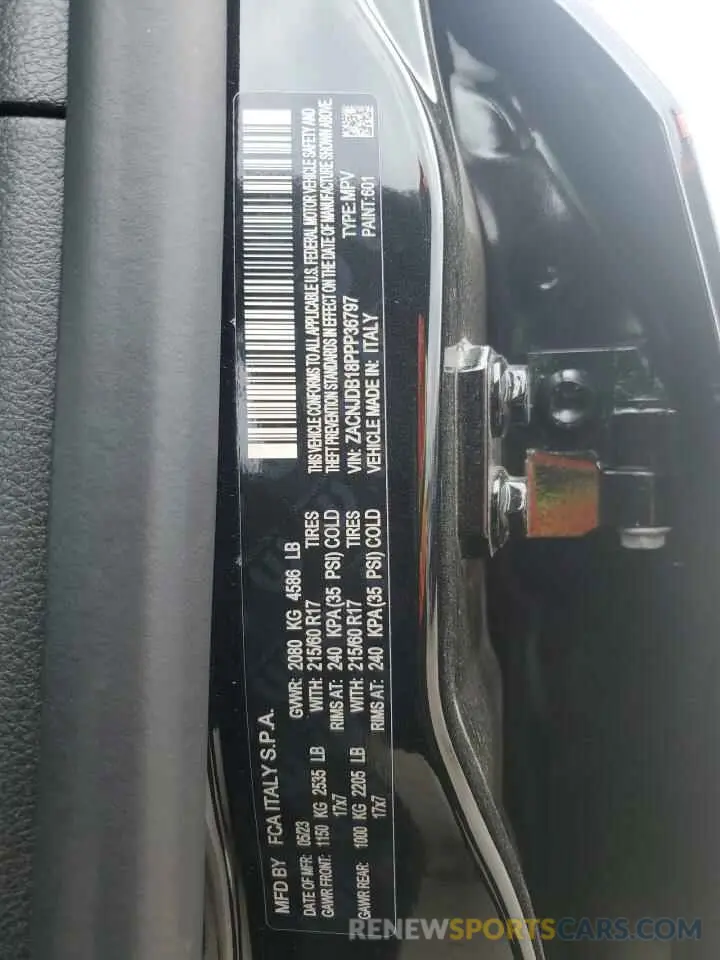 MFD BY FCA ITALY S.P.A.
DATE OF MFR: 05/23 GVWR: 2080 KG 4586 LB
GAWR FRONT: 1150 KG 2535 LB WITH: 215/60 R17 TIRES
17x7 RIMS AT: 240 KPA(35 PSI) COLD
GAWR REAR: 1000 KG 2205 LB WITH: 215/60 R17 TIRES
17x7 RIMS AT: 240 KPA(35 PSI) COLD
THIS VEHICLE CONFORMS TO ALL APPLICABLE U.S. FEDERAL MOTOR VEHICLE SAFETY AND
THEFT PREVENTION STANDARDS IN EFFECT ON THE DATE OF MANUFACTURE SHOWN ABOVE.
VIN: ZACNJDB18PPP36797 TYPE: MPV
VEHICLE MADE IN: ITALY PAINT: 601
RENEWSPORTSCARS.COM